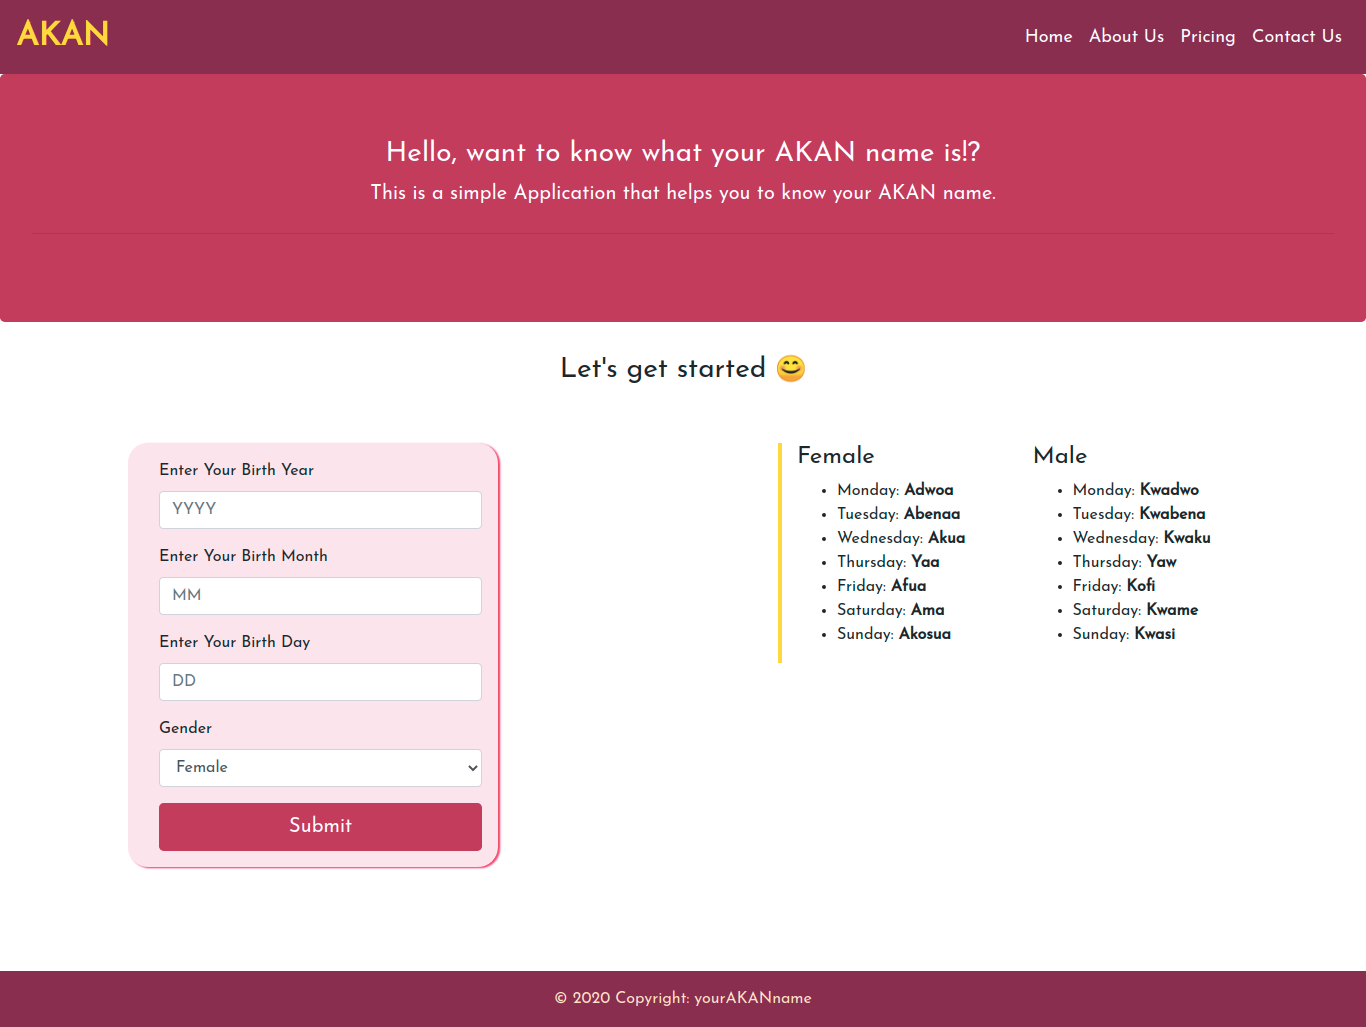 AKAN
Home About Us Pricing Contact Us
Hello, want to know what your AKAN name is!?
This is a simple Application that helps you to know your AKAN name.
Let's get started 😊
Enter Your Birth Year
YYYY
Enter Your Birth Month
MM
Enter Your Birth Day
DD
Gender
Female
Submit
Female
Monday: Adwoa
Tuesday: Abenaa
Wednesday: Akua
Thursday: Yaa
Friday: Afua
Saturday: Ama
Sunday: Akosua
Male
Monday: Kwadwo
Tuesday: Kwabena
Wednesday: Kwaku
Thursday: Yaw
Friday: Kofi
Saturday: Kwame
Sunday: Kwasi
© 2020 Copyright: yourAKANname